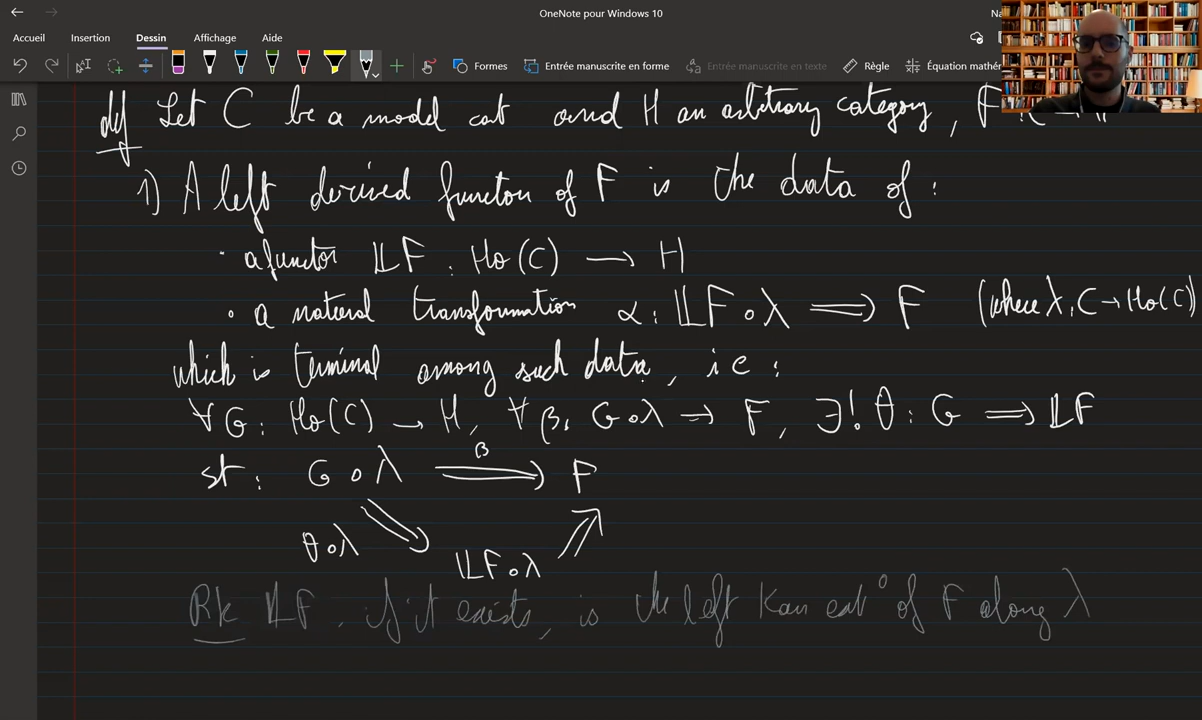 OneNote pour Windows 10
Accueil Insertion Dessin Affichage Aide
Formes Entrée manuscrite en forme Entrée manuscrite en texte Règle Équation mathé
def Let C be a model cat and H an arbitrary category, F : C → H
1) A left derived functor of F is the data of :
• a functor 𝕃F : Ho(C) → H
• a natural transformation α : 𝕃F ∘ λ ⟹ F (where λ : C → Ho(C)
which is terminal among such data, ie :
∀ G : Ho(C) → H, ∀ β : G ∘ λ ⇒ F, ∃! θ : G ⟹ 𝕃F
β
st : G ∘ λ ⟹ F
θ ∘ λ
𝕃F ∘ λ
Rk 𝕃F, if it exists, is the left Kan ext° of F along λ